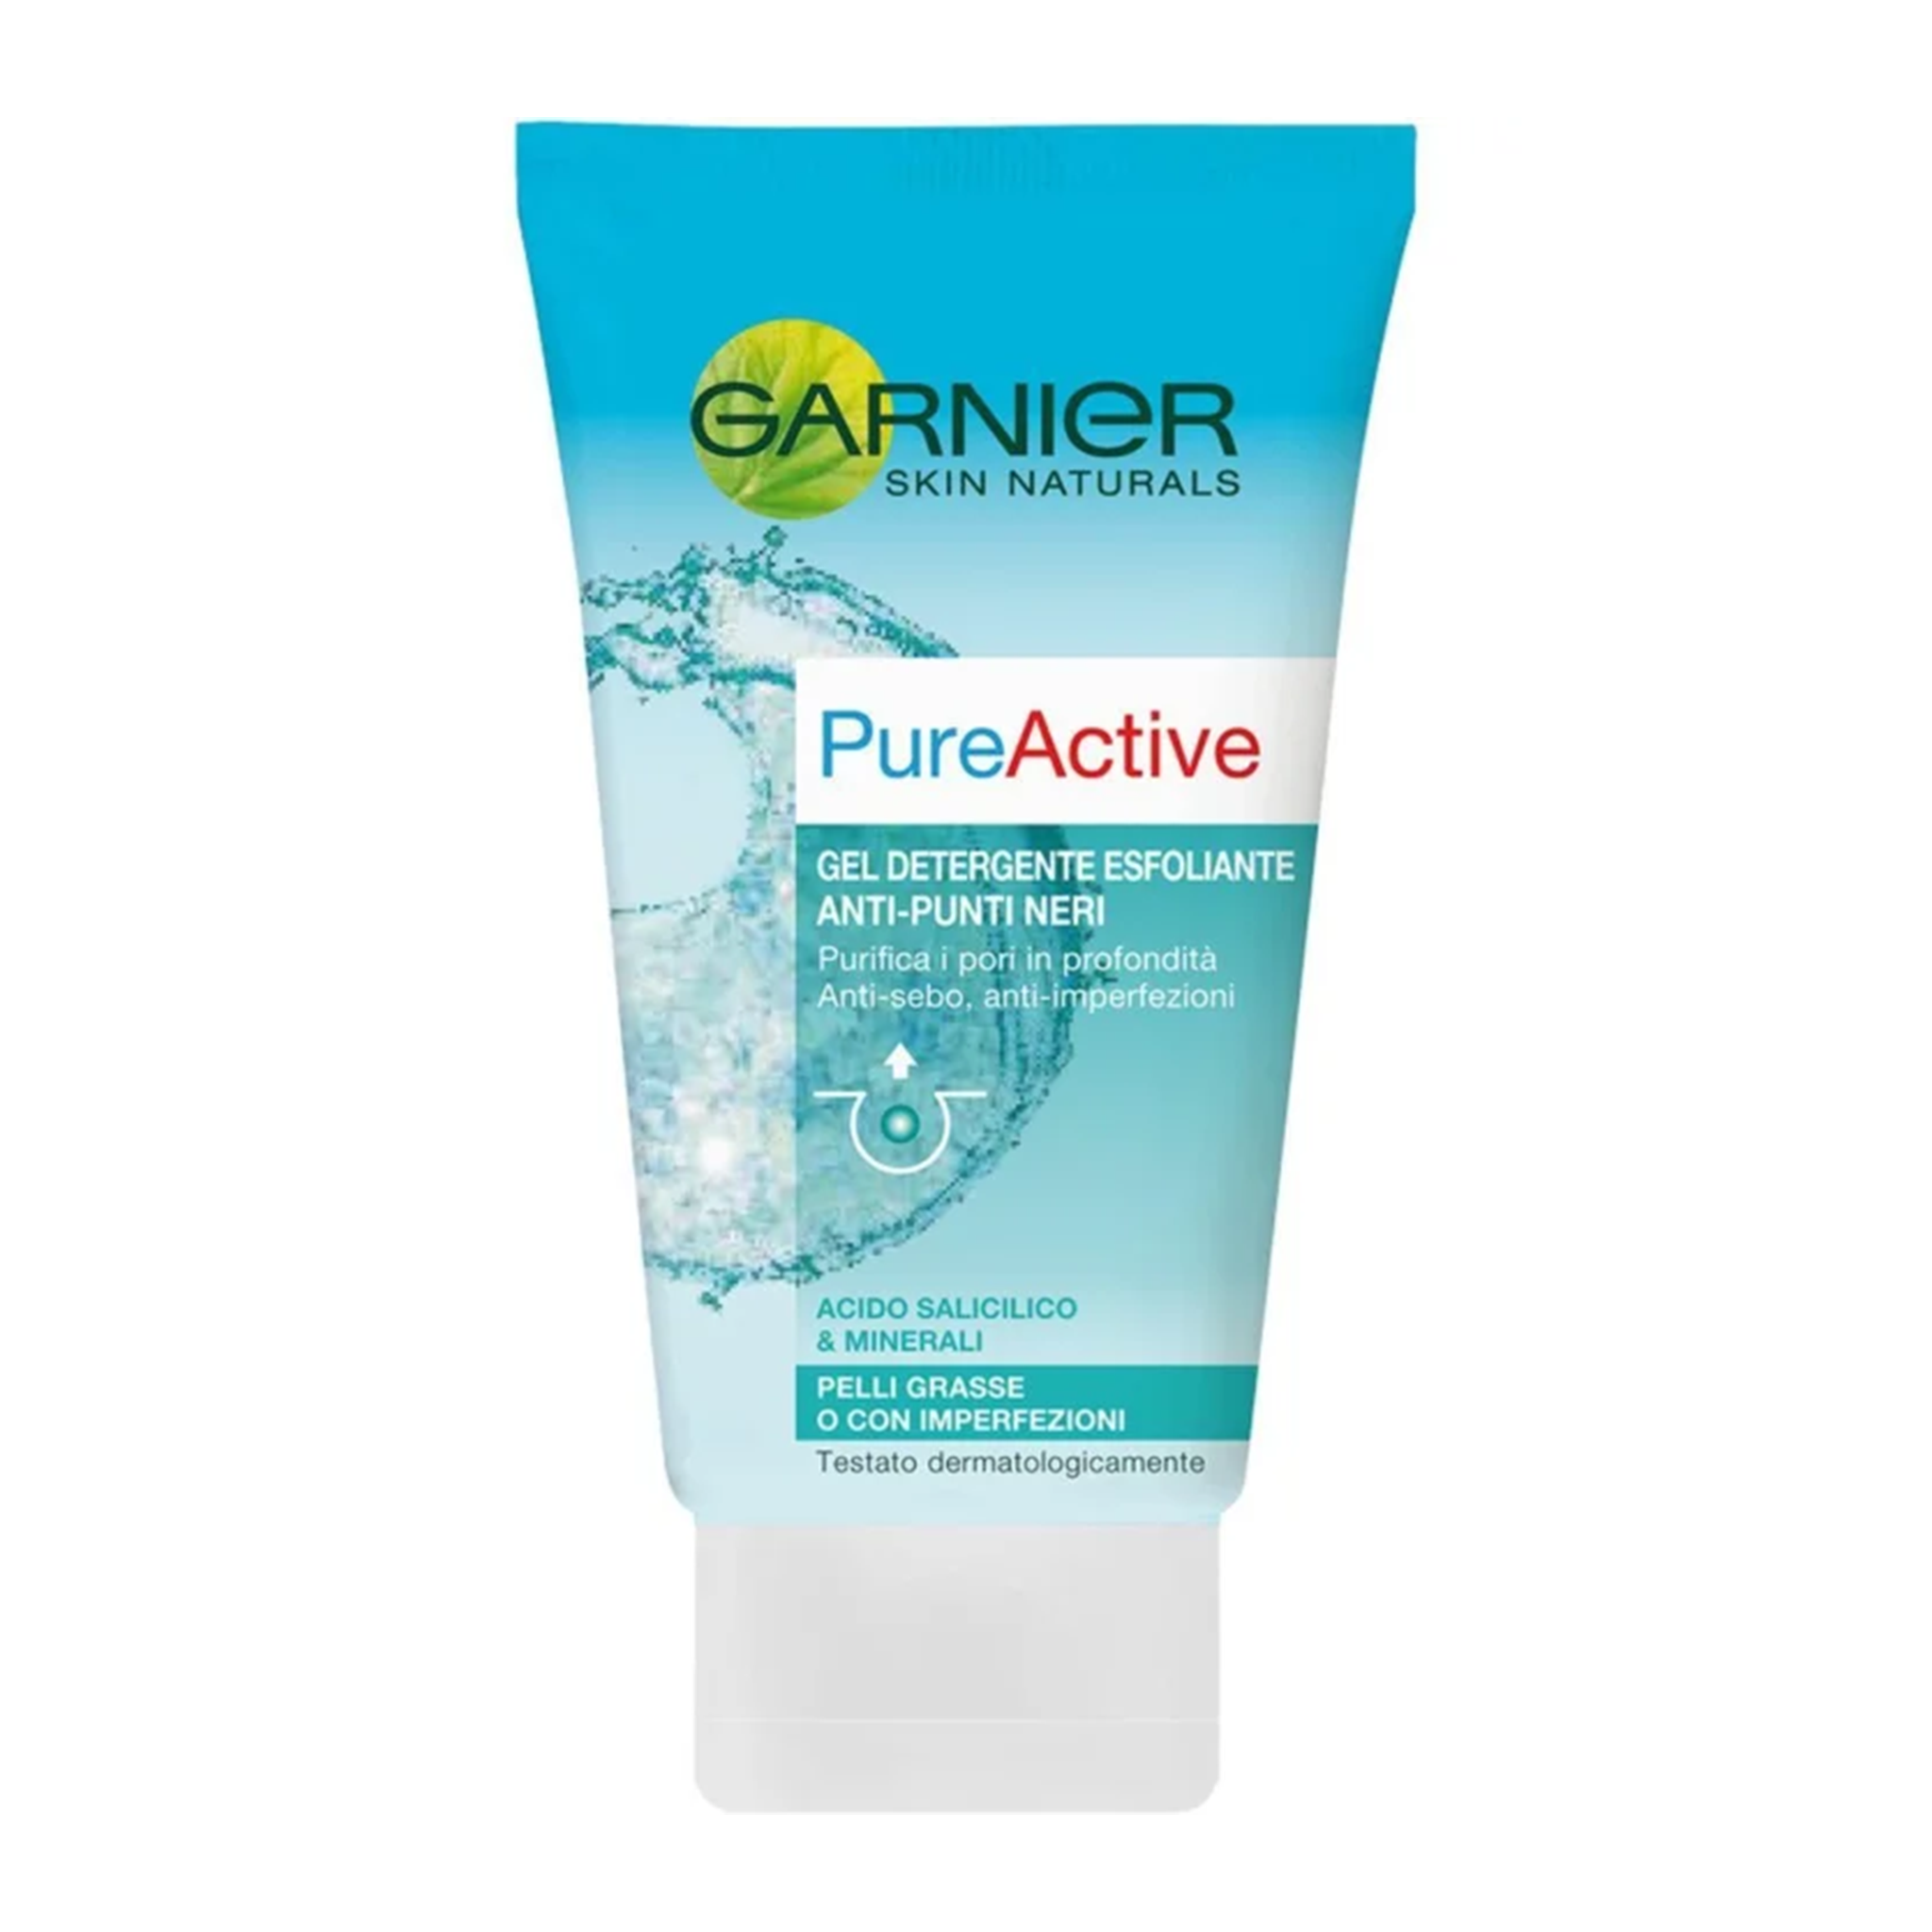 GARNIER
SKIN NATURALS
PureActive
GEL DETERGENTE ESFOLIANTE
ANTI-PUNTI NERI
Purifica i pori in profondità
Anti-sebo, anti-imperfezioni
ACIDO SALICILICO
& MINERALI
PELLI GRASSE
O CON IMPERFEZIONI
Testato dermatologicamente